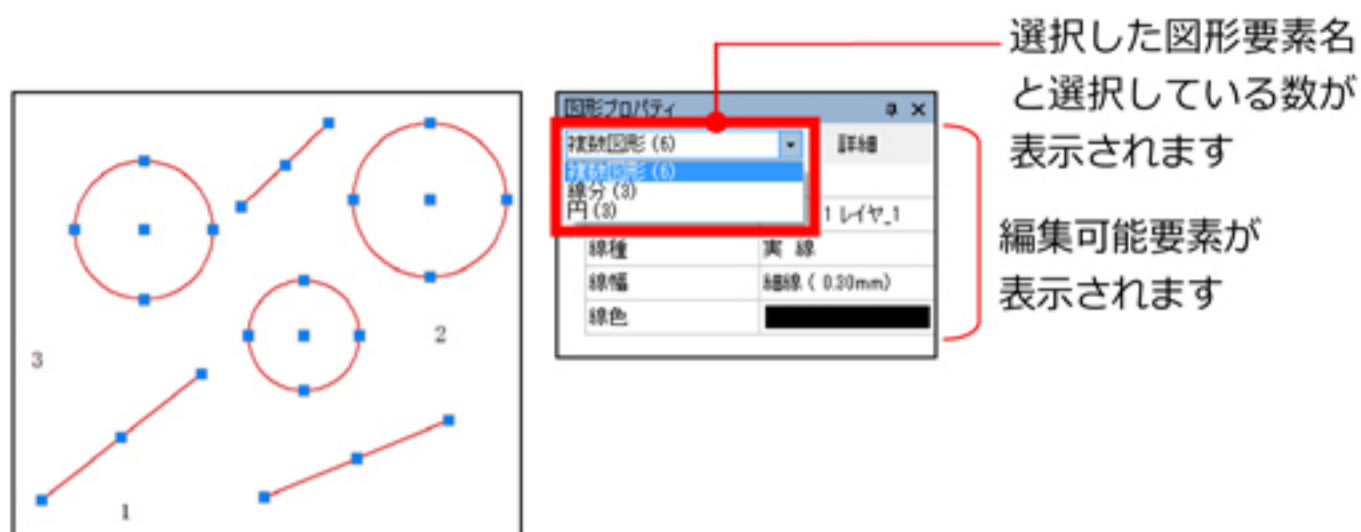 選択した図形要素名
と選択している数が
表示されます
図形プロパティ
複数図形 (6)
詳細
複数図形 (6)
線分 (3)
円 (3)
1 レイヤ_1
線種 実 線
線幅 細線 ( 0.30mm)
線色
編集可能要素が
表示されます
3
2
1